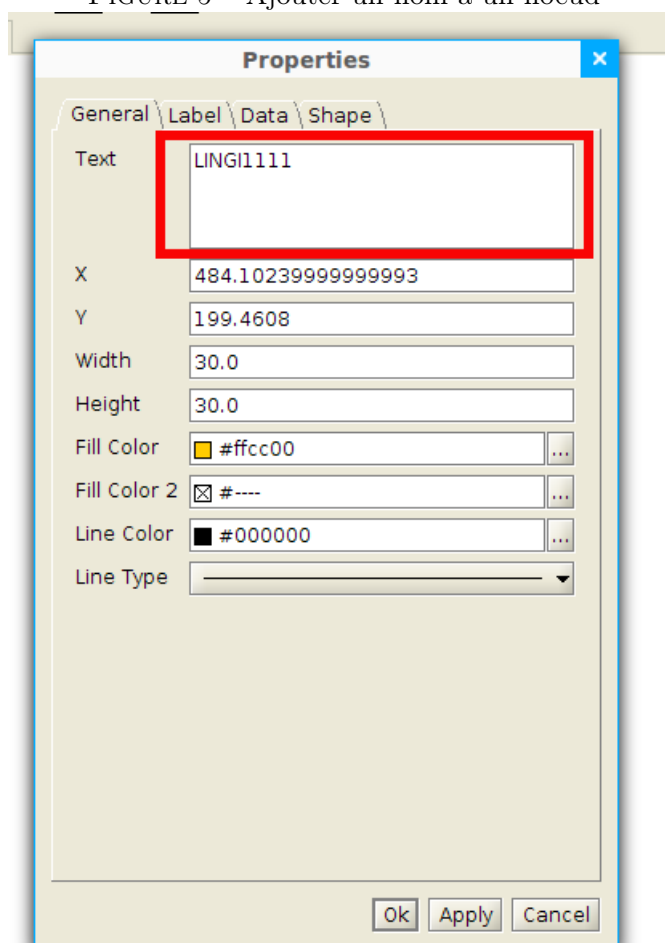 Properties
×
General Label Data Shape
Text LINGI1111
X 484.10239999999993
Y 199.4608
Width 30.0
Height 30.0
Fill Color #ffcc00 ...
Fill Color 2 #---- ...
Line Color #000000 ...
Line Type
Ok Apply Cancel